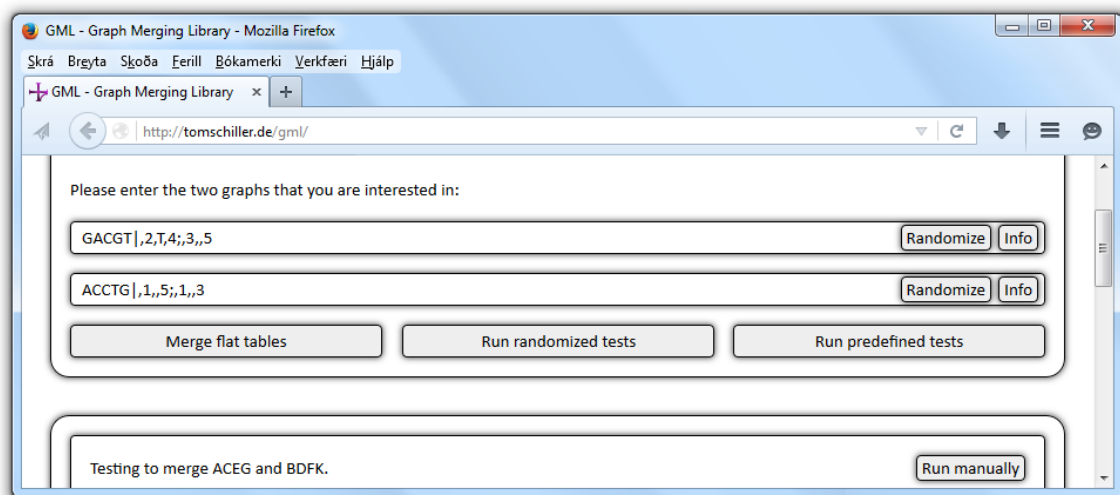 GML - Graph Merging Library - Mozilla Firefox
Skrá Breyta Skoða Ferill Bókamerki Verkfæri Hjálp
GML - Graph Merging Library × +
http://tomschiller.de/gml/
Please enter the two graphs that you are interested in:
GACGT|,2,T,4;,3,,5 Randomize Info
ACCTG|,1,,5;,1,,3 Randomize Info
Merge flat tables Run randomized tests Run predefined tests
Testing to merge ACEG and BDFK. Run manually